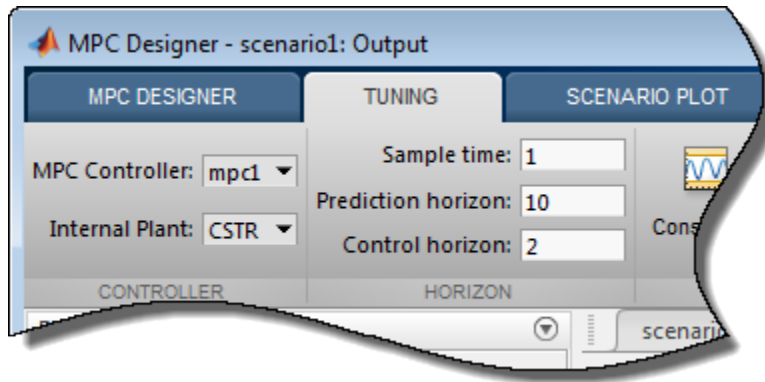 MPC Designer - scenario1: Output
MPC DESIGNER TUNING SCENARIO PLOT
MPC Controller: mpc1 Sample time: 1
Prediction horizon: 10
Internal Plant: CSTR Control horizon: 2
CONTROLLER HORIZON